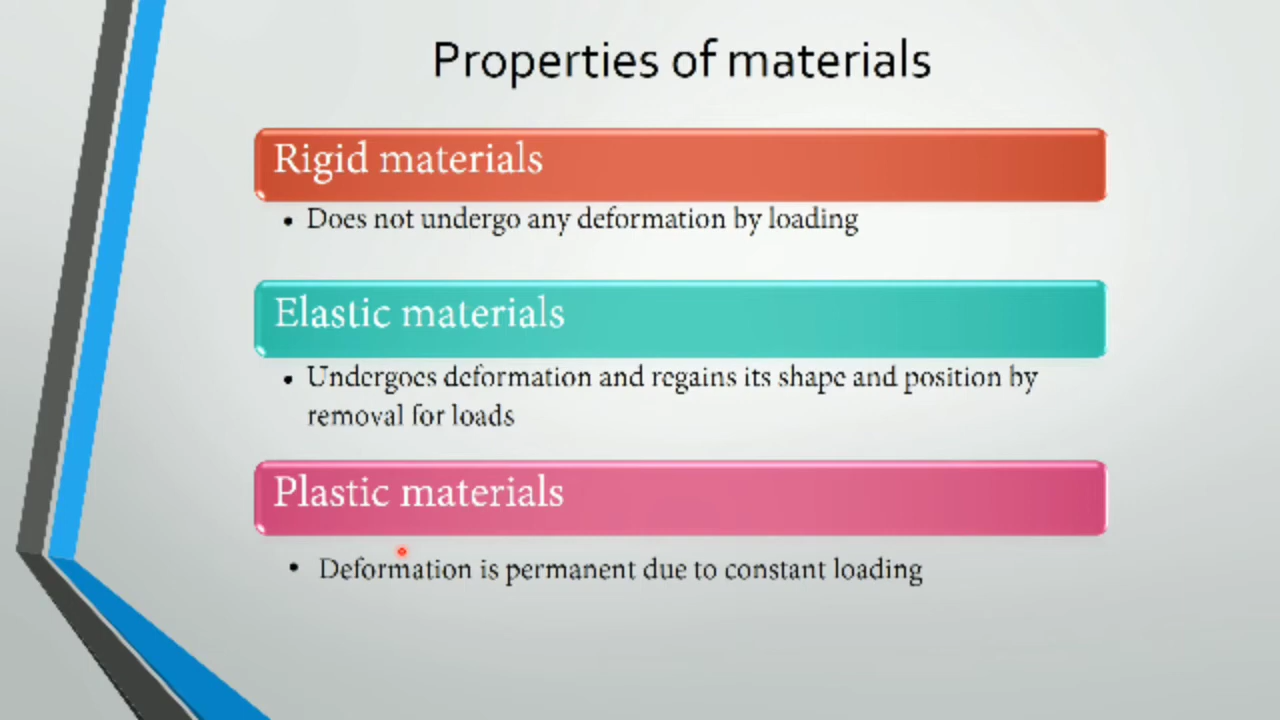 Properties of materials
Rigid materials
• Does not undergo any deformation by loading
Elastic materials
• Undergoes deformation and regains its shape and position by
removal for loads
Plastic materials
• Deformation is permanent due to constant loading